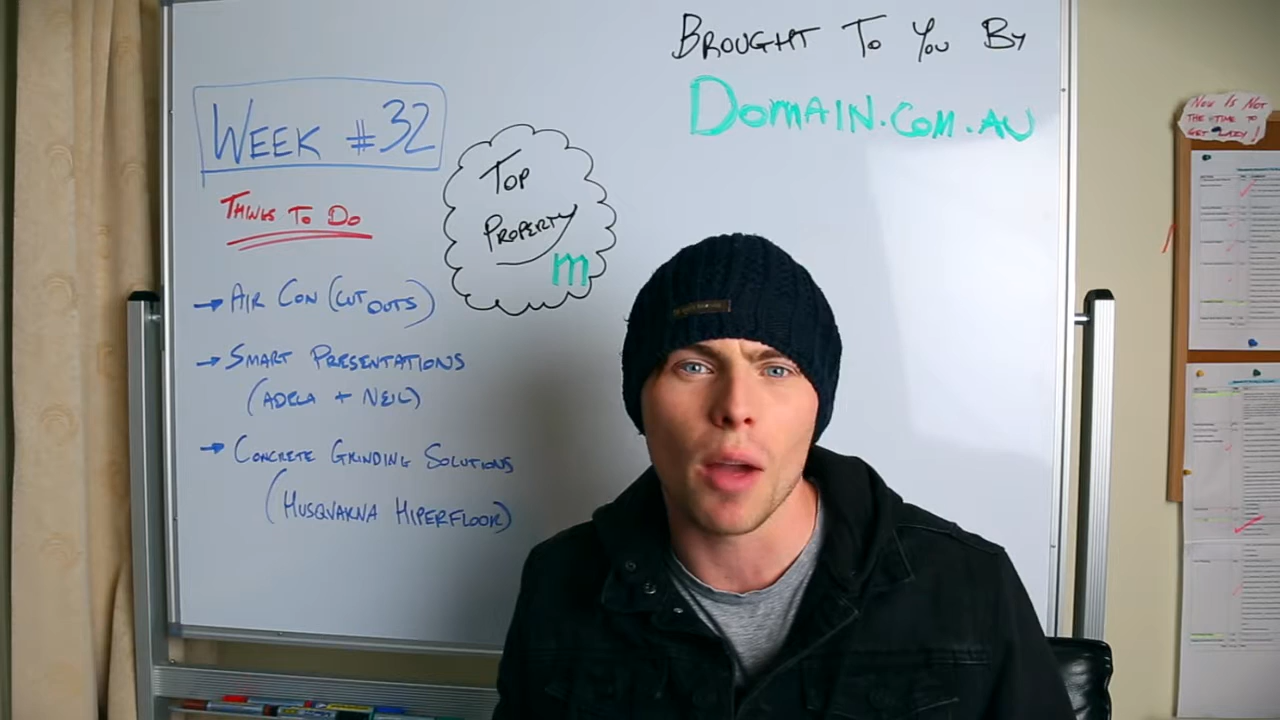 BROUGHT TO YOU BY
DOMAIN.COM.AU
WEEK #32
THINGS TO DO
→ AIR CON (CUT OUTS)
→ SMART PRESENTATIONS
(ADELA + NEIL)
→ CONCRETE GRINDING SOLUTIONS
(HUSQVARNA HIPERFLOOR)
TOP
PROPERTY
m
NOW IS NOT
THE TIME TO
GET LAZY!